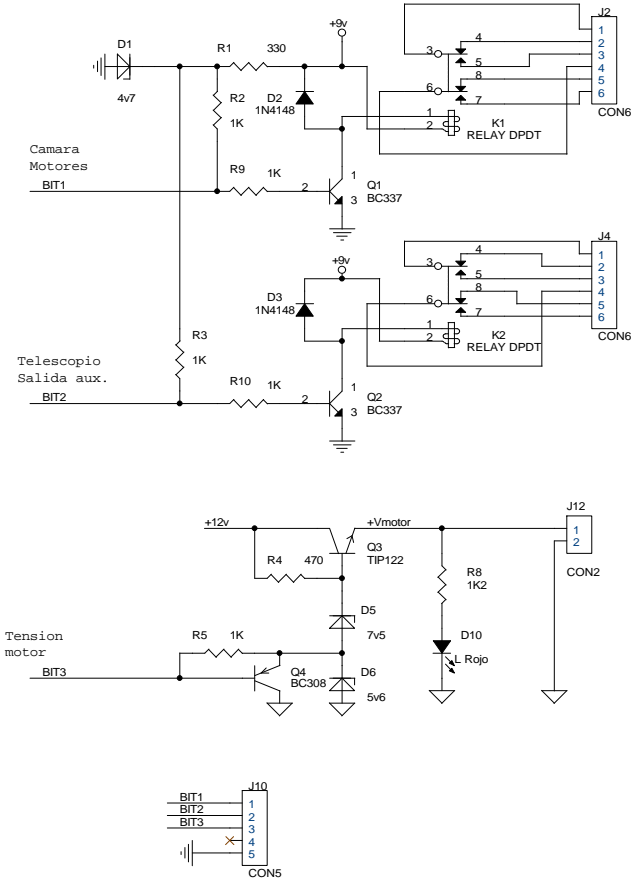 J2
+9v
D1
R1 330
3
4
5
6
8
7
1
2
3
4
5
6
CON6
4v7
R2
1K
D2
1N4148
1
2
K1
RELAY DPDT
Camara
Motores
BIT1
R9 1K
2
1
3
Q1
BC337
J4
+9v
3
4
5
6
8
7
1
2
3
4
5
6
CON6
D3
1N4148
1
2
K2
RELAY DPDT
R3
1K
Telescopio
Salida aux.
BIT2
R10 1K
2
1
3
Q2
BC337
J12
+12v
+Vmotor
1
2
CON2
Q3
TIP122
R4 470
R8
1K2
D5
7v5
Tension
motor
BIT3
R5 1K
Q4
BC308
D6
5v6
D10
L Rojo
J10
BIT1
BIT2
BIT3
1
2
3
4
5
CON5